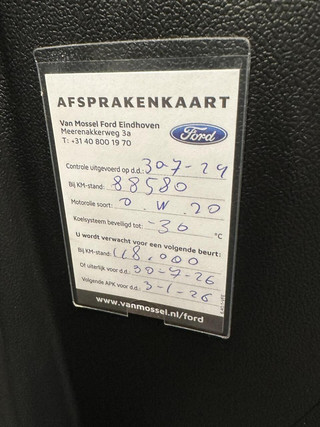 AFSPRAKENKAART
Van Mossel Ford Eindhoven
Meerenakkerweg 3a
T: +31 40 800 19 70
Ford
Controle uitgevoerd op d.d.: 307-24
Bij KM-stand: 88580
Motorolie soort: 0.W.20
Koelsysteem beveiligd tot: -30 °C
U wordt verwacht voor een volgende beurt:
Bij KM-stand: 118.000
Of uiterlijk voor d.d.: 30-9-26
Volgende APK voor d.d.: 3-1-26
www.vanmossel.nl/ford